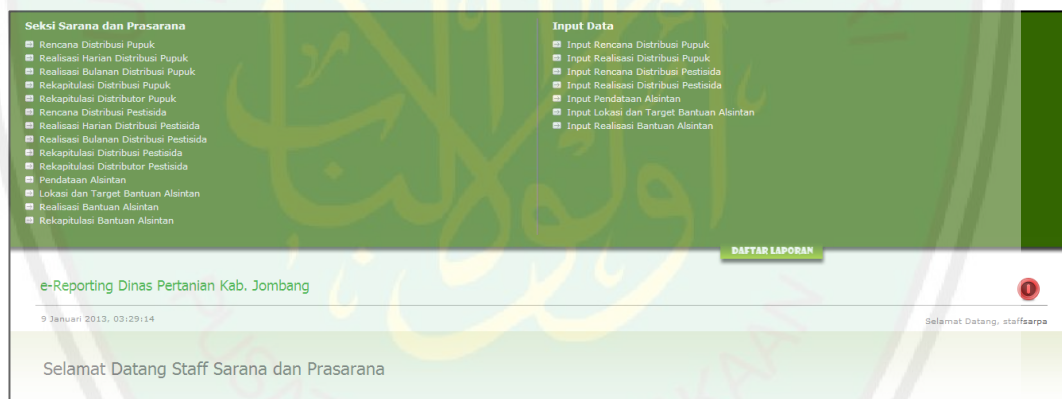 Seksi Sarana dan Prasarana
Rencana Distribusi Pupuk
Realisasi Harian Distribusi Pupuk
Realisasi Bulanan Distribusi Pupuk
Rekapitulasi Distribusi Pupuk
Rekapitulasi Distributor Pupuk
Rencana Distribusi Pestisida
Realisasi Harian Distribusi Pestisida
Realisasi Bulanan Distribusi Pestisida
Rekapitulasi Distribusi Pestisida
Rekapitulasi Distributor Pestisida
Pendataan Alsintan
Lokasi dan Target Bantuan Alsintan
Realisasi Bantuan Alsintan
Rekapitulasi Bantuan Alsintan
Input Data
Input Rencana Distribusi Pupuk
Input Realisasi Distribusi Pupuk
Input Rencana Distribusi Pestisida
Input Realisasi Distribusi Pestisida
Input Pendataan Alsintan
Input Lokasi dan Target Bantuan Alsintan
Input Realisasi Bantuan Alsintan
DAFTAR LAPORAN
e-Reporting Dinas Pertanian Kab. Jombang
9 Januari 2013, 03:29:14
Selamat Datang, staffsarpa
Selamat Datang Staff Sarana dan Prasarana